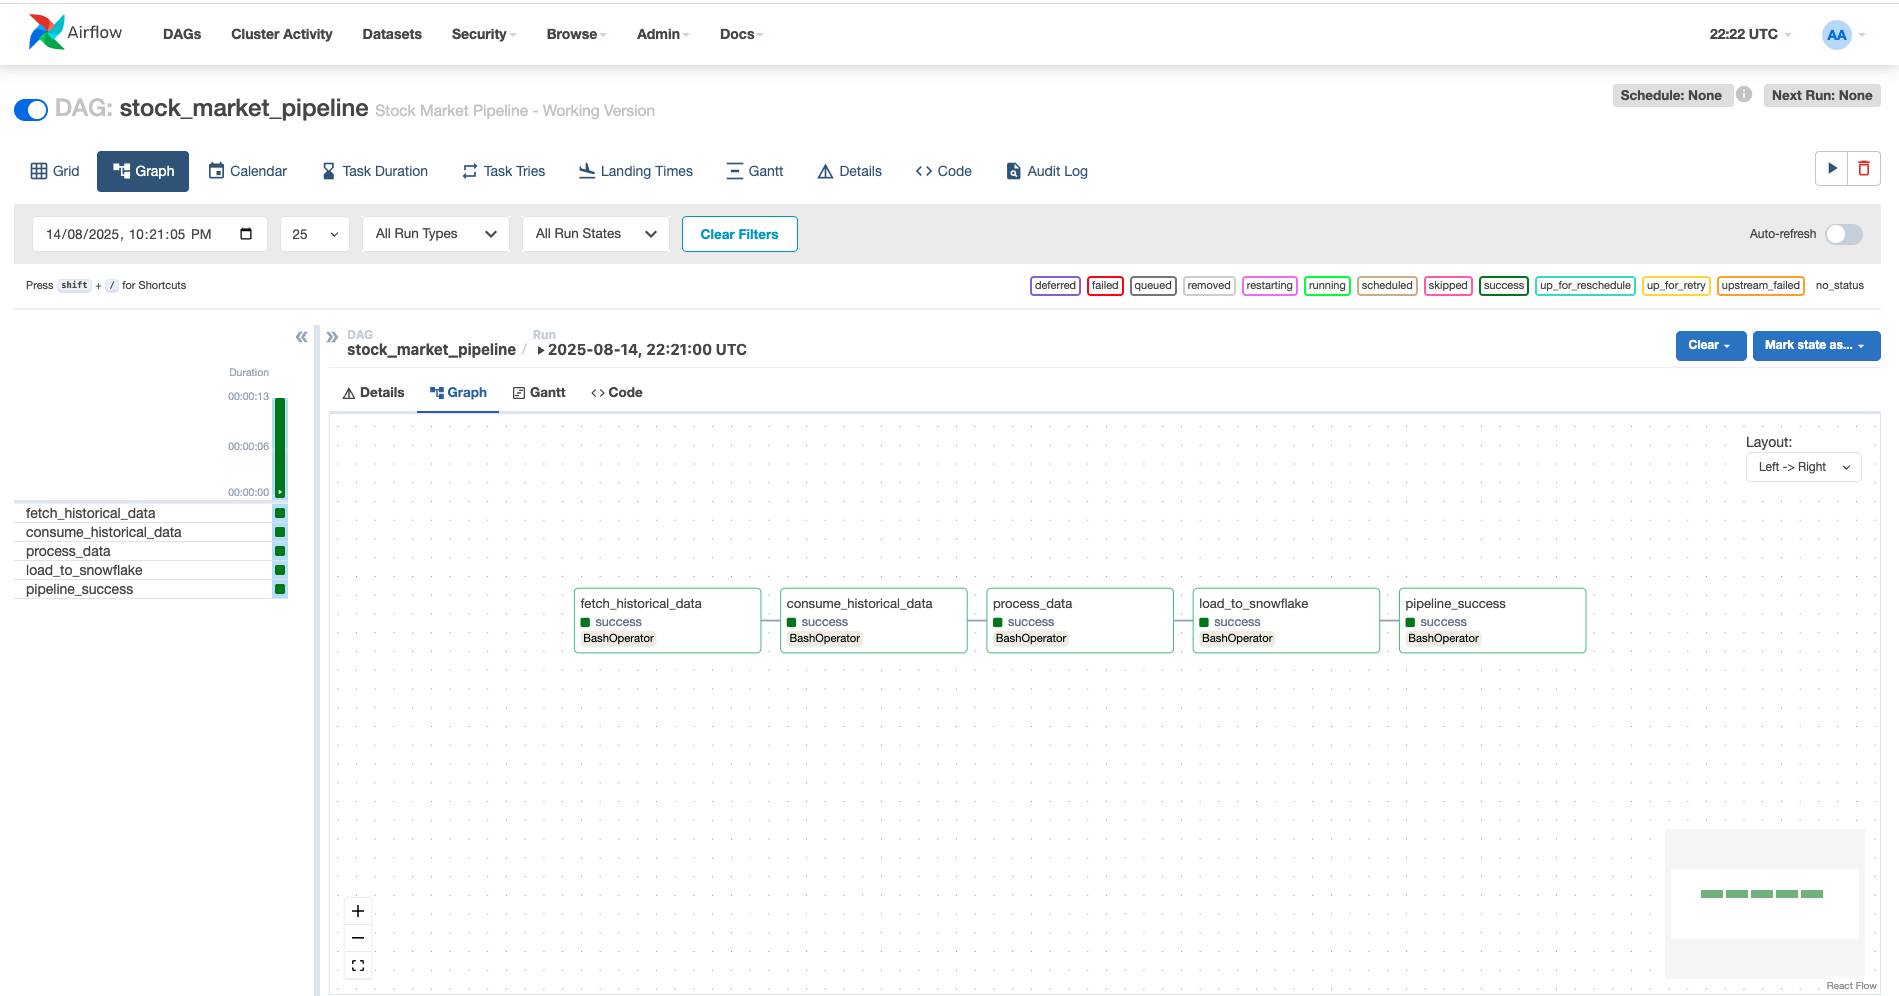 Airflow
DAGs Cluster Activity Datasets Security Browse Admin Docs
22:22 UTC AA
DAG: stock_market_pipeline Stock Market Pipeline - Working Version
Schedule: None Next Run: None
Grid Graph Calendar Task Duration Task Tries Landing Times Gantt Details Code Audit Log
14/08/2025, 10:21:05 PM 25 All Run Types All Run States Clear Filters
Auto-refresh
Press shift + / for Shortcuts
deferred failed queued removed restarting running scheduled skipped success up_for_reschedule up_for_retry upstream_failed no_status
Duration
00:00:13
00:00:06
00:00:00
fetch_historical_data
consume_historical_data
process_data
load_to_snowflake
pipeline_success
DAG Run
stock_market_pipeline / 2025-08-14, 22:21:00 UTC
Clear Mark state as...
Details Graph Gantt Code
Layout:
Left -> Right
fetch_historical_data
success
BashOperator
consume_historical_data
success
BashOperator
process_data
success
BashOperator
load_to_snowflake
success
BashOperator
pipeline_success
success
BashOperator
React Flow